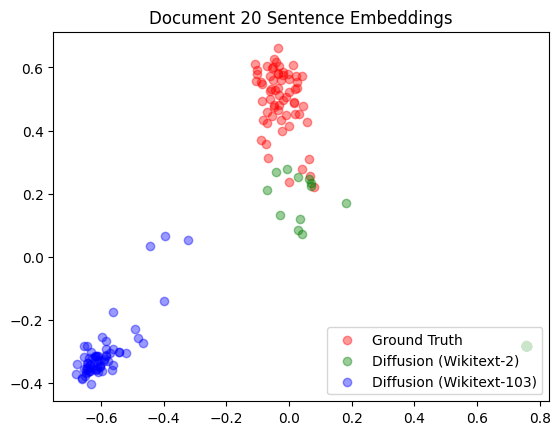 Document 20 Sentence Embeddings
0.6
0.4
0.2
0.0
−0.2
−0.4
Ground Truth
Diffusion (Wikitext-2)
Diffusion (Wikitext-103)
−0.6 −0.4 −0.2 0.0 0.2 0.4 0.6 0.8